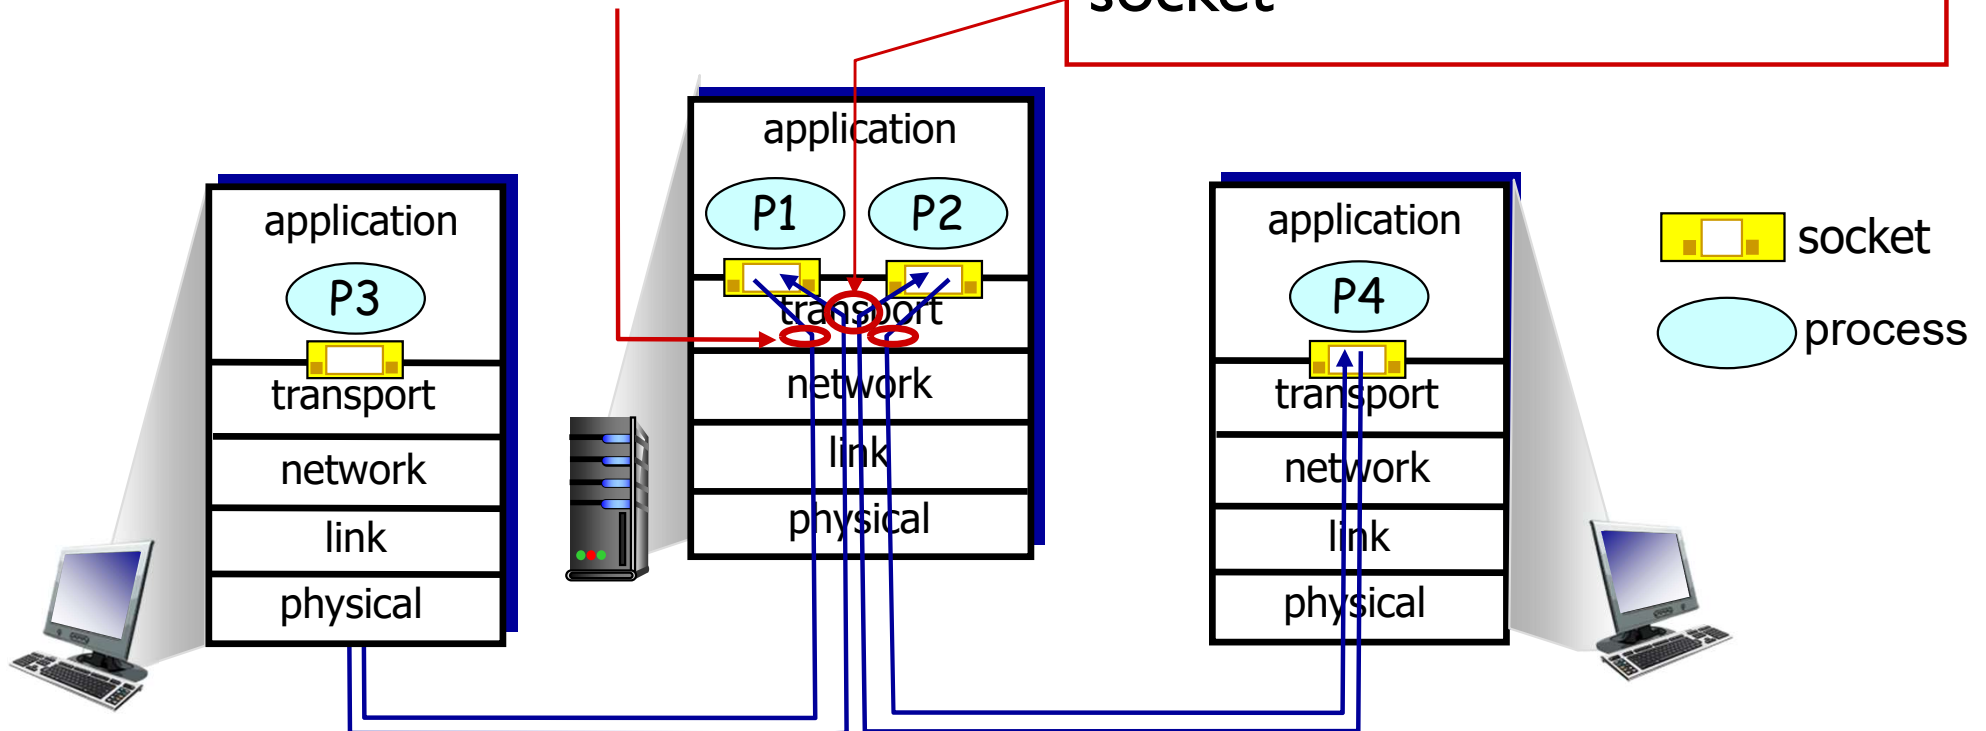 socket
application
P1 P2
transport
network
link
physical
application
P3
transport
network
link
physical
application
P4
transport
network
link
physical
socket
process